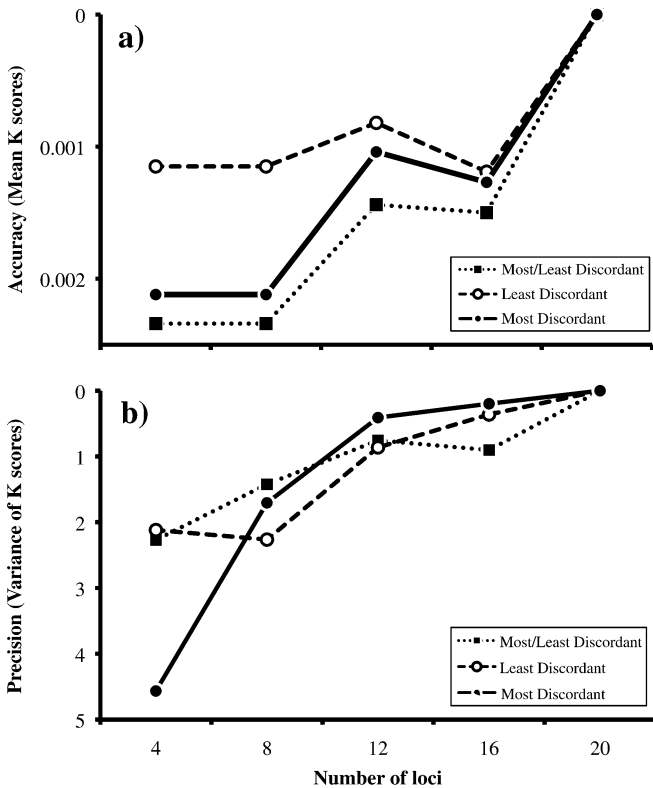 a)
0
0.001
0.002
Accuracy (Mean K scores)
Most/Least Discordant
Least Discordant
Most Discordant
b)
0
1
2
3
4
5
Precision (Variance of K scores)
Most/Least Discordant
Least Discordant
Most Discordant
4 8 12 16 20
Number of loci